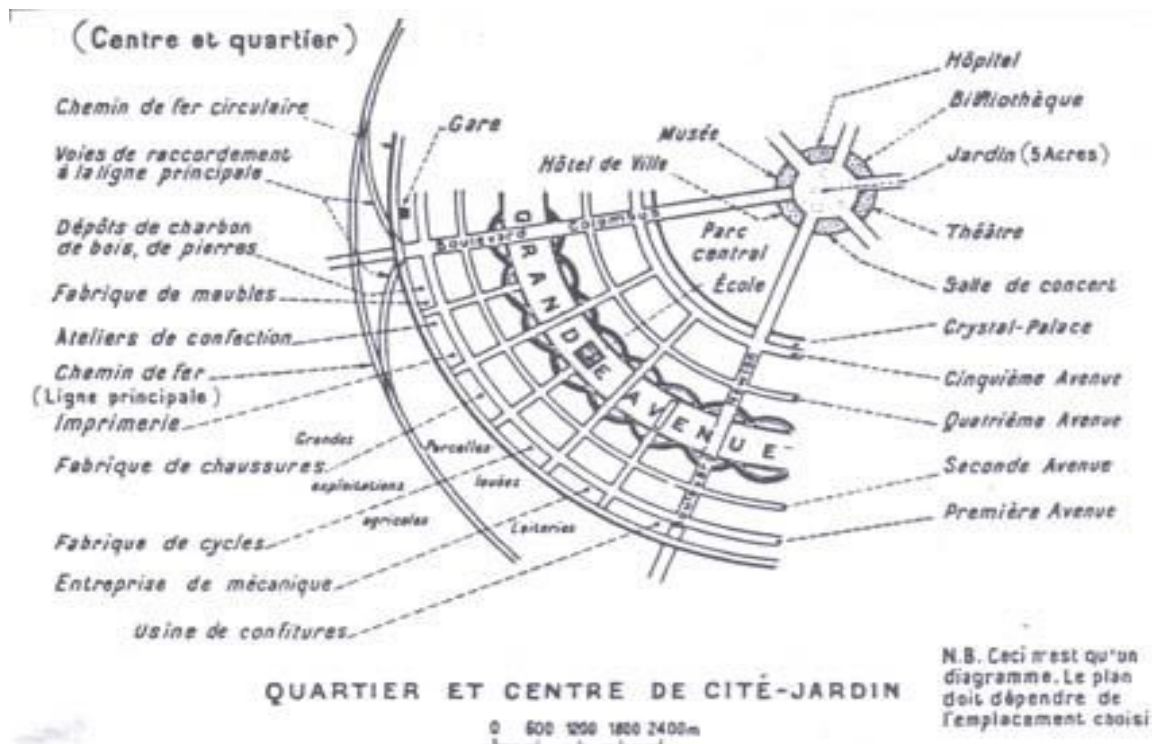 (Centre et quartier)
Chemin de fer circulaire
Voies de raccordement
à la ligne principale
Dépôts de charbon
de bois, de pierres
Fabrique de meubles
Ateliers de confection
Chemin de fer
(Ligne principale)
Imprimerie
Fabrique de chaussures
Fabrique de cycles
Entreprise de mécanique
Usine de confitures
Gare
Musée
Hôtel de Ville
Boulevard Colombus
Parc
central
École
GRANDE AVENUE
Grandes
exploitations
agricoles
Parcelles
louées
Laiteries
Hôpitel
Bibliothèque
Jardin (5 Acres)
Théâtre
Salle de concert
Crystal-Palace
Cinquième Avenue
Quatrième Avenue
Seconde Avenue
Première Avenue
QUARTIER ET CENTRE DE CITÉ-JARDIN
0 600 1200 1800 2400m
N.B. Ceci n'est qu'un
diagramme. Le plan
doit dépendre de
l'emplacement choisi